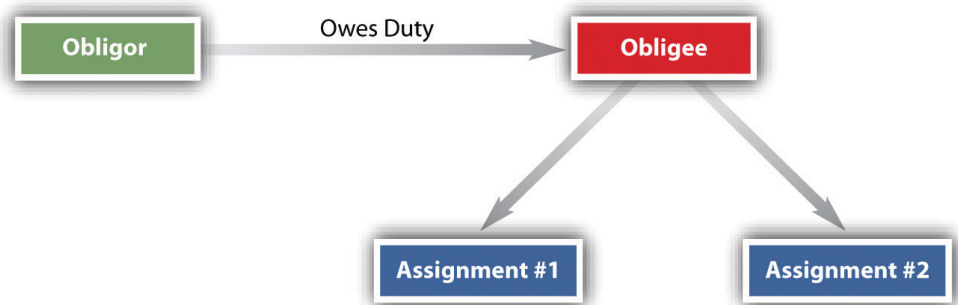 Owes Duty
Obligor
Obligee
Assignment #1
Assignment #2